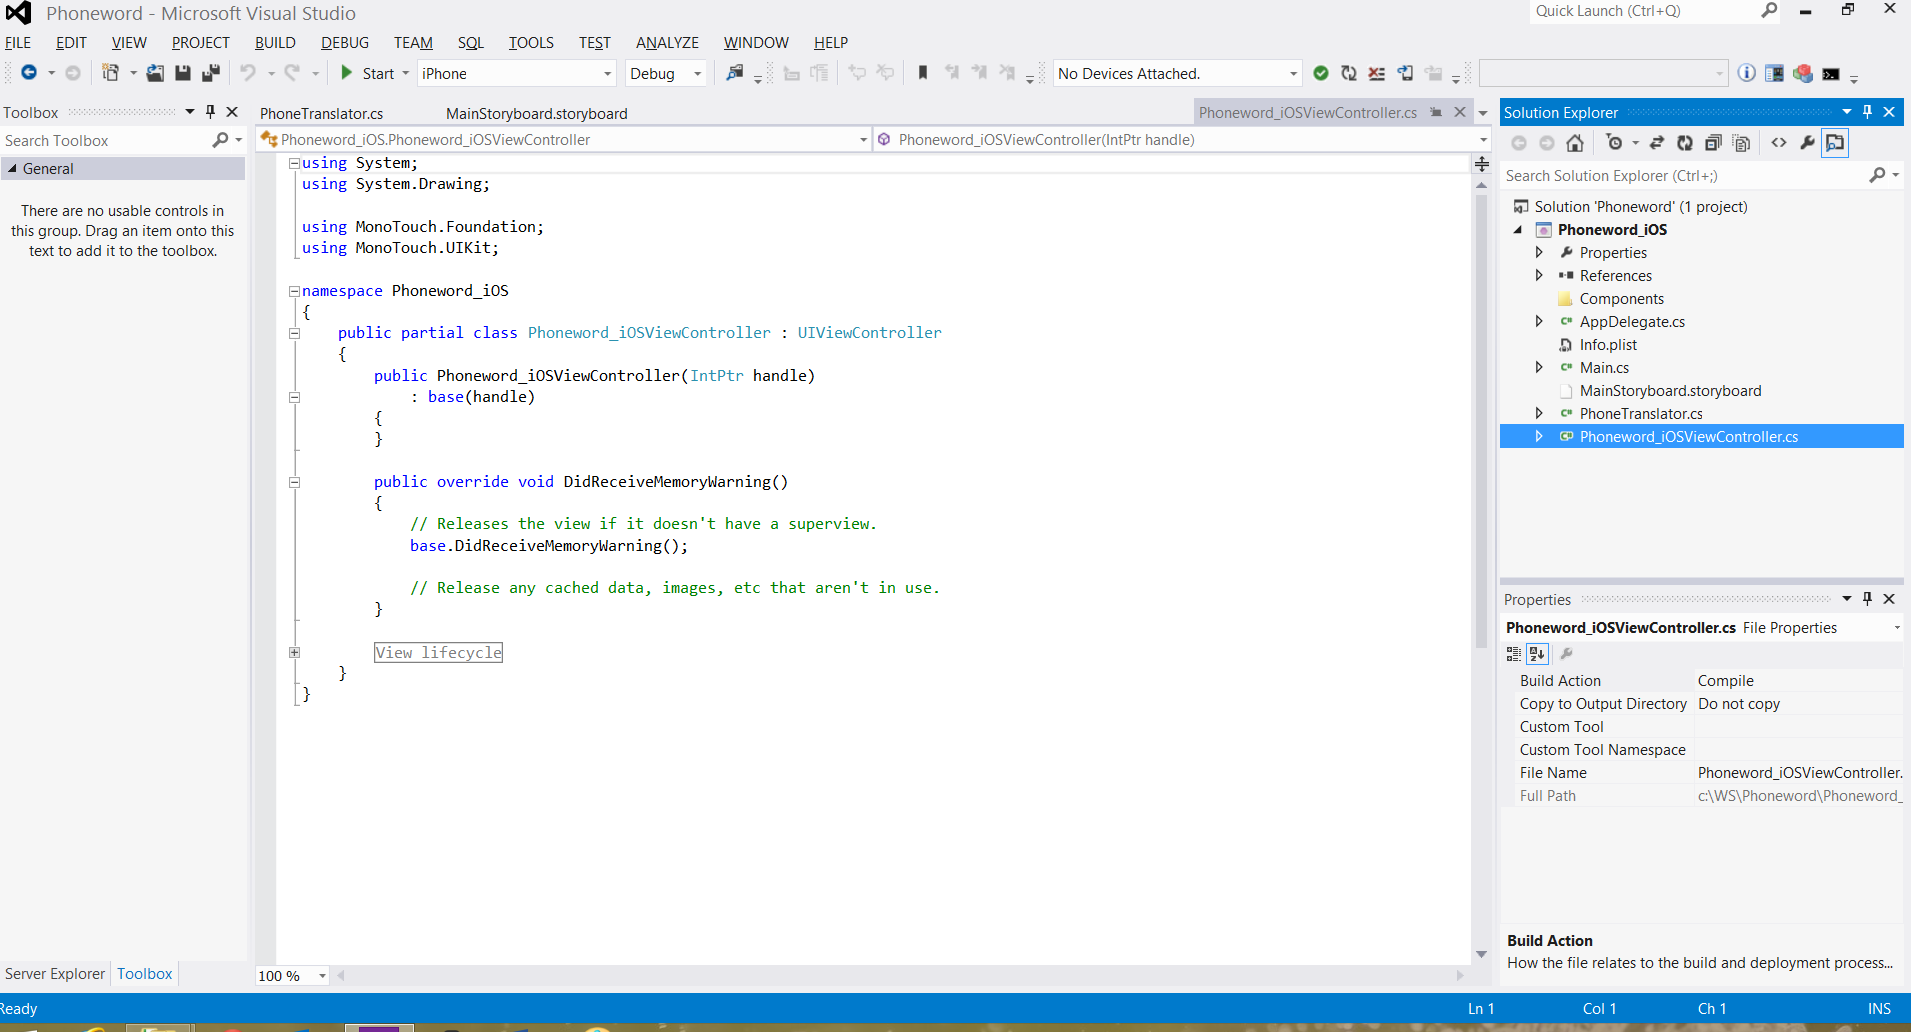 Phoneword - Microsoft Visual Studio
Quick Launch (Ctrl+Q)
FILE EDIT VIEW PROJECT BUILD DEBUG TEAM SQL TOOLS TEST ANALYZE WINDOW HELP
Start iPhone Debug No Devices Attached.
Toolbox
Search Toolbox
General
There are no usable controls in
this group. Drag an item onto this
text to add it to the toolbox.
Server Explorer Toolbox
PhoneTranslator.cs MainStoryboard.storyboard Phoneword_iOSViewController.cs
Phoneword_iOS.Phoneword_iOSViewController Phoneword_iOSViewController(IntPtr handle)
using System;
using System.Drawing;
using MonoTouch.Foundation;
using MonoTouch.UIKit;
namespace Phoneword_iOS
{
public partial class Phoneword_iOSViewController : UIViewController
{
public Phoneword_iOSViewController(IntPtr handle)
: base(handle)
{
}
public override void DidReceiveMemoryWarning()
{
// Releases the view if it doesn't have a superview.
base.DidReceiveMemoryWarning();
// Release any cached data, images, etc that aren't in use.
}
View lifecycle
}
}
100 %
Solution Explorer
Search Solution Explorer (Ctrl+;)
Solution 'Phoneword' (1 project)
Phoneword_iOS
Properties
References
Components
AppDelegate.cs
Info.plist
Main.cs
MainStoryboard.storyboard
PhoneTranslator.cs
Phoneword_iOSViewController.cs
Properties
Phoneword_iOSViewController.cs File Properties
Build Action Compile
Copy to Output Directory Do not copy
Custom Tool
Custom Tool Namespace
File Name Phoneword_iOSViewController.
Full Path c:\WS\Phoneword\Phoneword_
Build Action
How the file relates to the build and deployment process...
Ready Ln 1 Col 1 Ch 1 INS